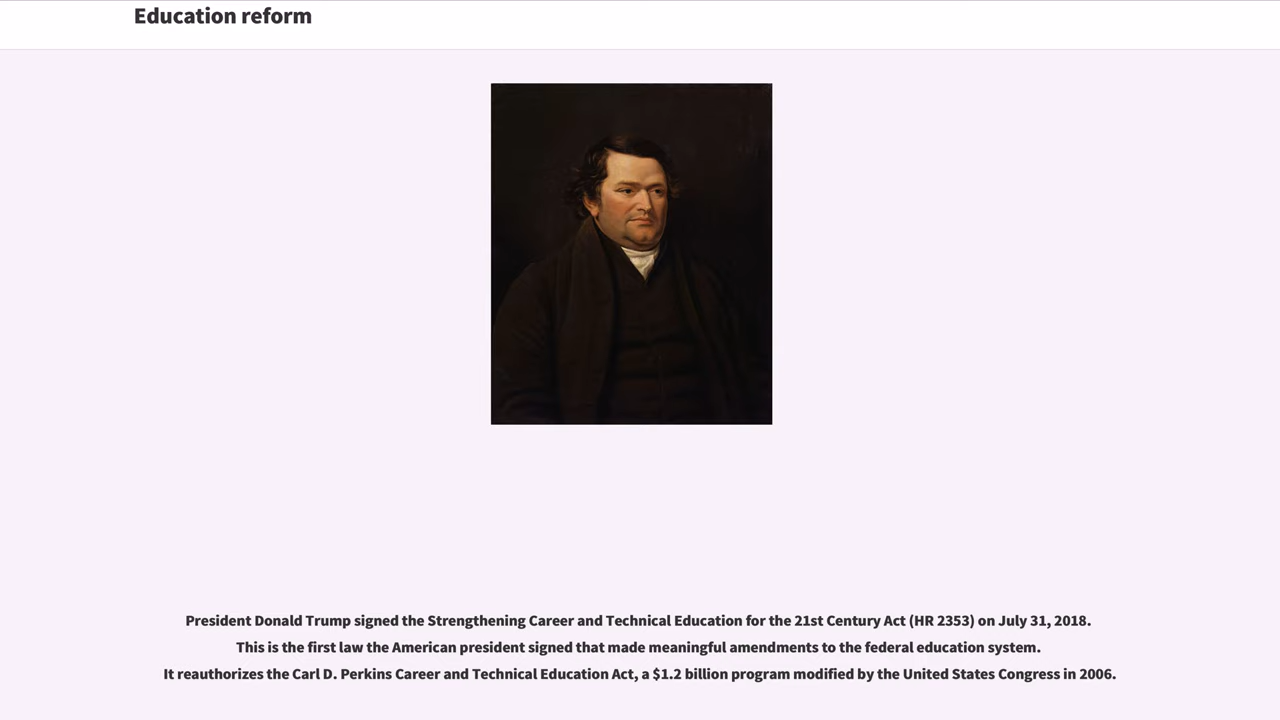 Education reform
President Donald Trump signed the Strengthening Career and Technical Education for the 21st Century Act (HR 2353) on July 31, 2018.
This is the first law the American president signed that made meaningful amendments to the federal education system.
It reauthorizes the Carl D. Perkins Career and Technical Education Act, a $1.2 billion program modified by the United States Congress in 2006.